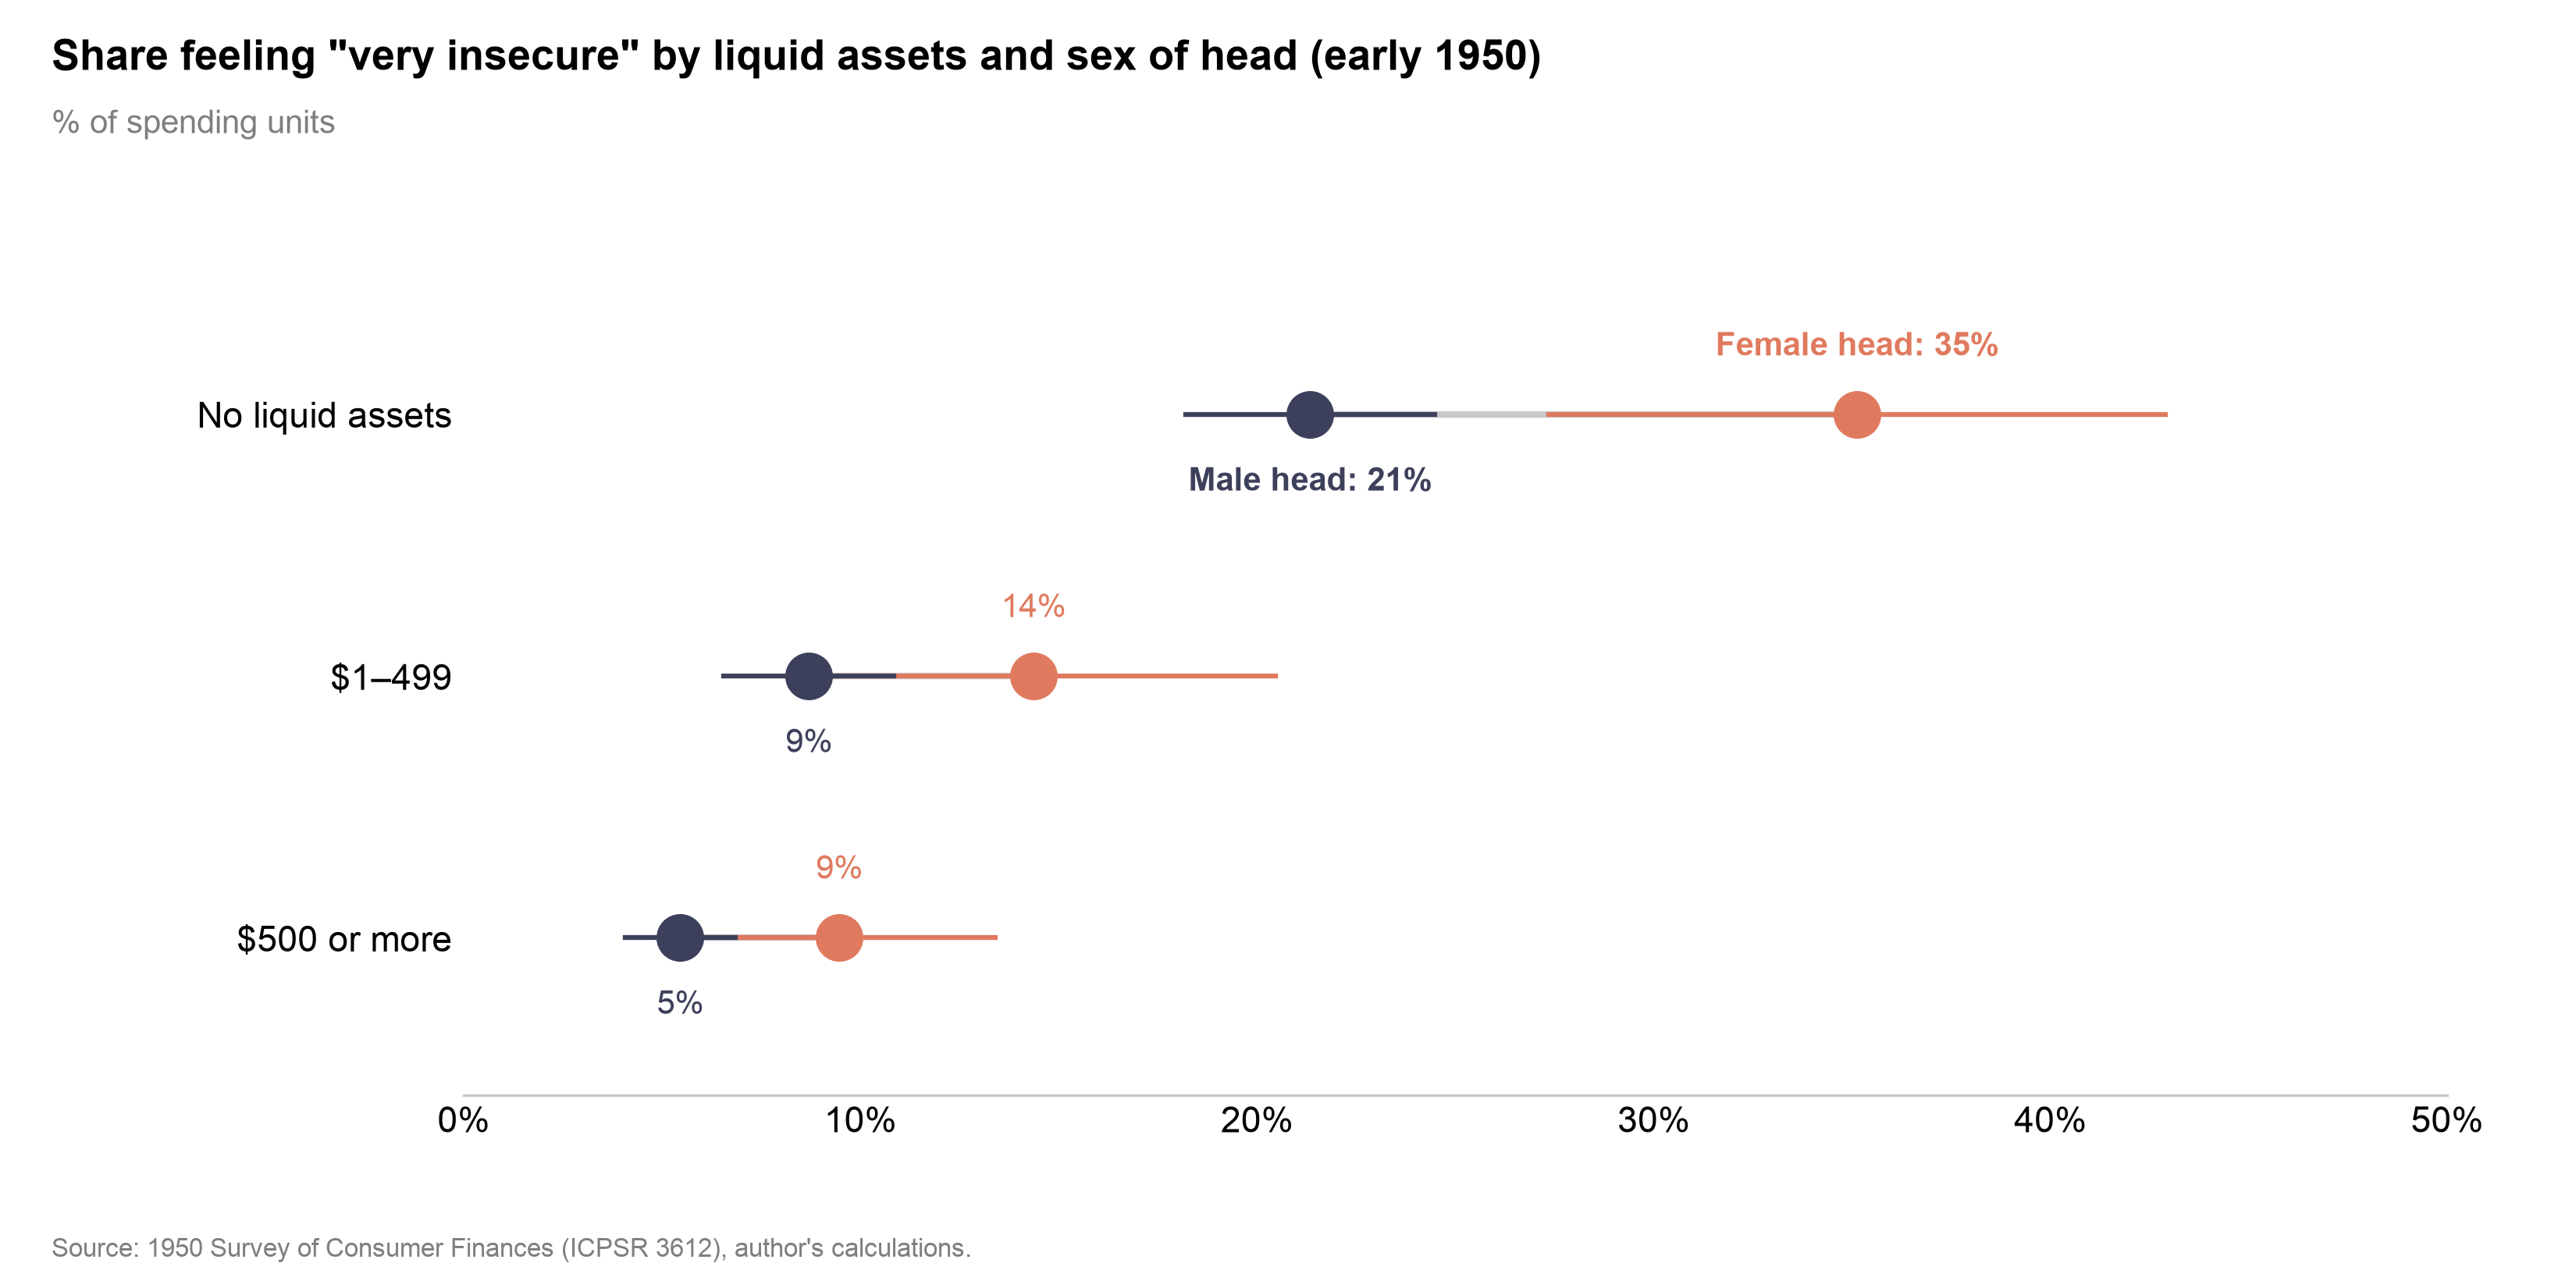 Share feeling "very insecure" by liquid assets and sex of head (early 1950)
% of spending units
Female head: 35%
No liquid assets
Male head: 21%
14%
$1–499
9%
9%
$500 or more
5%
0% 10% 20% 30% 40% 50%
Source: 1950 Survey of Consumer Finances (ICPSR 3612), author's calculations.